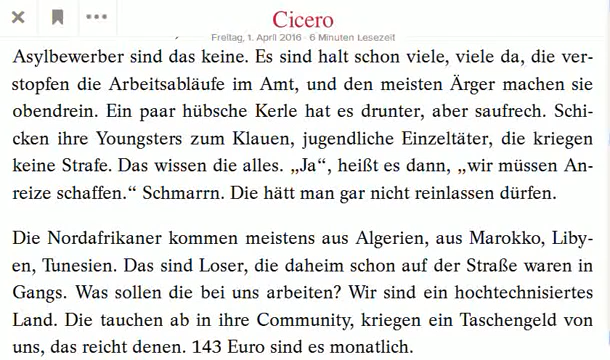 Cicero
Freitag, 1. April 2016 - 6 Minuten Lesezeit
Asylbewerber sind das keine. Es sind halt schon viele, viele da, die ver-
stopfen die Arbeitsabläufe im Amt, und den meisten Ärger machen sie
obendrein. Ein paar hübsche Kerle hat es drunter, aber saufrech. Schi-
cken ihre Youngsters zum Klauen, jugendliche Einzeltäter, die kriegen
keine Strafe. Das wissen die alles. „Ja“, heißt es dann, „wir müssen An-
reize schaffen.“ Schmarrn. Die hätt man gar nicht reinlassen dürfen.
Die Nordafrikaner kommen meistens aus Algerien, aus Marokko, Liby-
en, Tunesien. Das sind Loser, die daheim schon auf der Straße waren in
Gangs. Was sollen die bei uns arbeiten? Wir sind ein hochtechnisiertes
Land. Die tauchen ab in ihre Community, kriegen ein Taschengeld von
uns, das reicht denen. 143 Euro sind es monatlich.